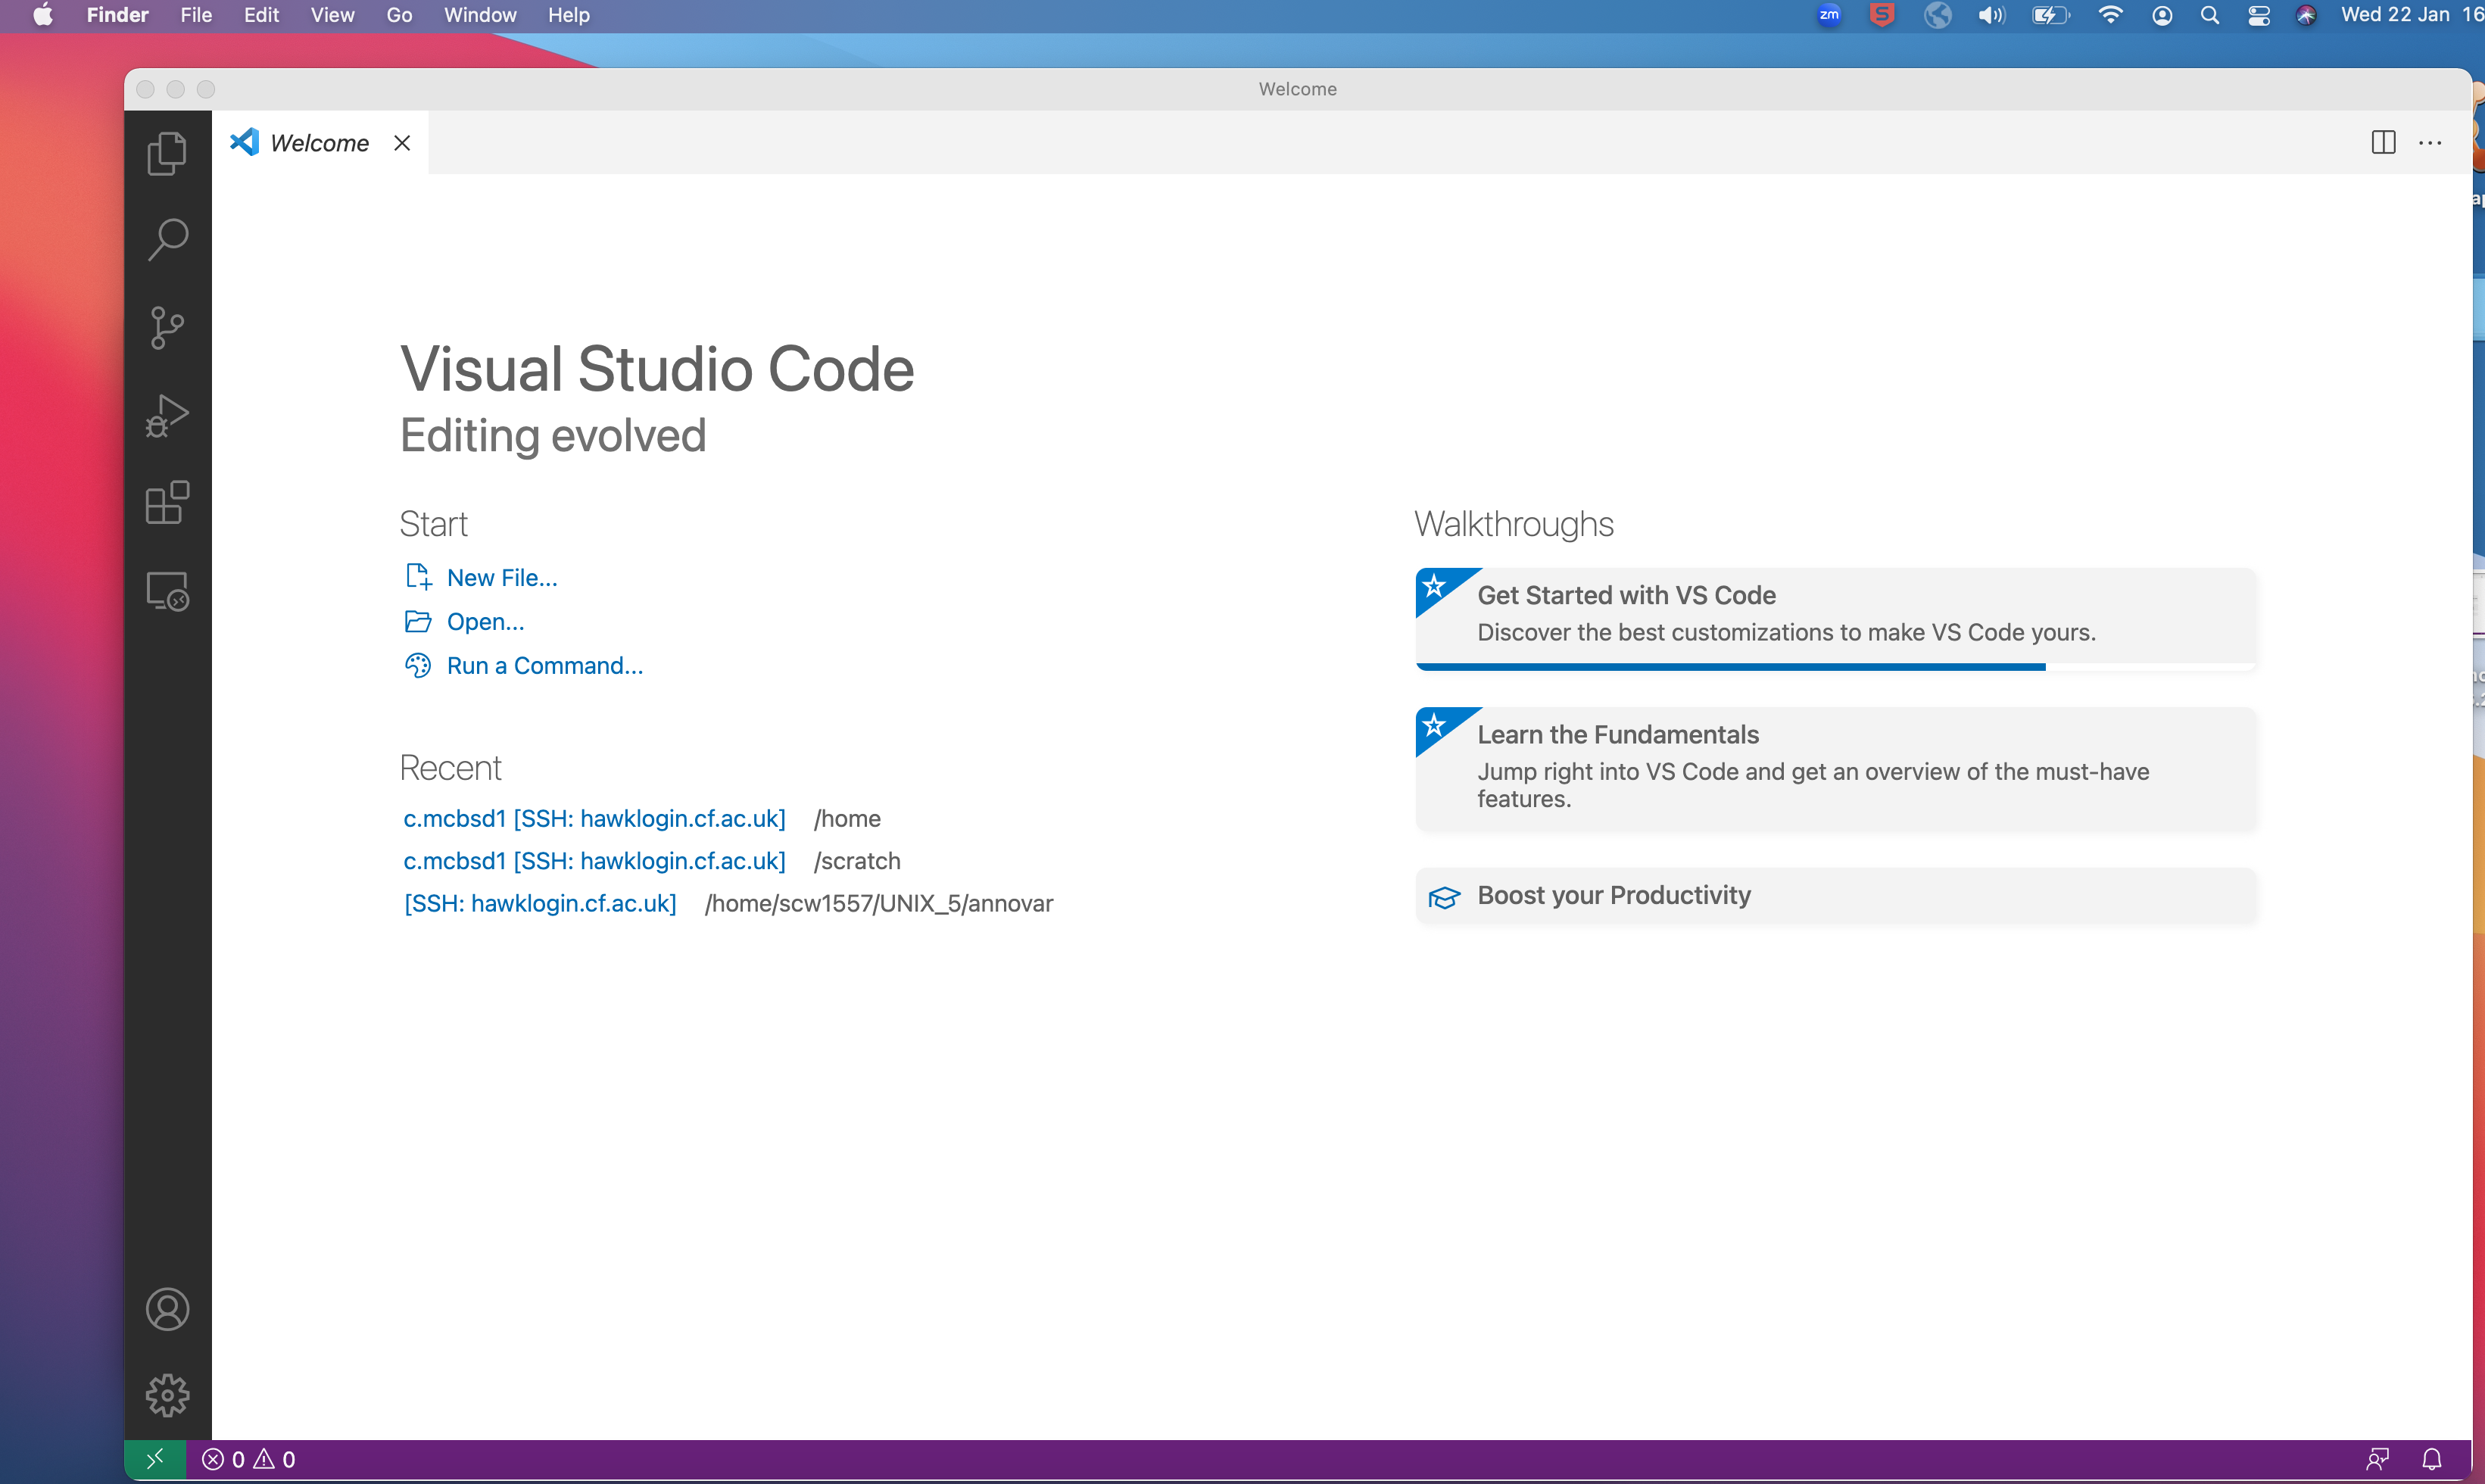 Finder File Edit View Go Window Help zm S Wed 22 Jan 16
Welcome
Welcome
Visual Studio Code
Editing evolved
Start
New File...
Open...
Run a Command...
Recent
c.mcbsd1 [SSH: hawklogin.cf.ac.uk] /home
c.mcbsd1 [SSH: hawklogin.cf.ac.uk] /scratch
[SSH: hawklogin.cf.ac.uk] /home/scw1557/UNIX_5/annovar
Walkthroughs
Get Started with VS Code
Discover the best customizations to make VS Code yours.
Learn the Fundamentals
Jump right into VS Code and get an overview of the must-have
features.
Boost your Productivity
0 0